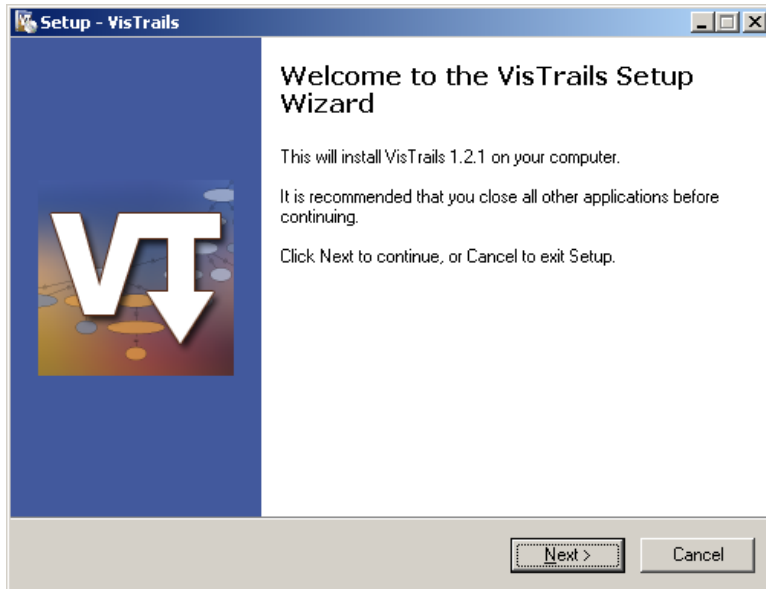 Setup - VisTrails
Welcome to the VisTrails Setup
Wizard
This will install VisTrails 1.2.1 on your computer.
It is recommended that you close all other applications before
continuing.
Click Next to continue, or Cancel to exit Setup.
VT
Next >
Cancel